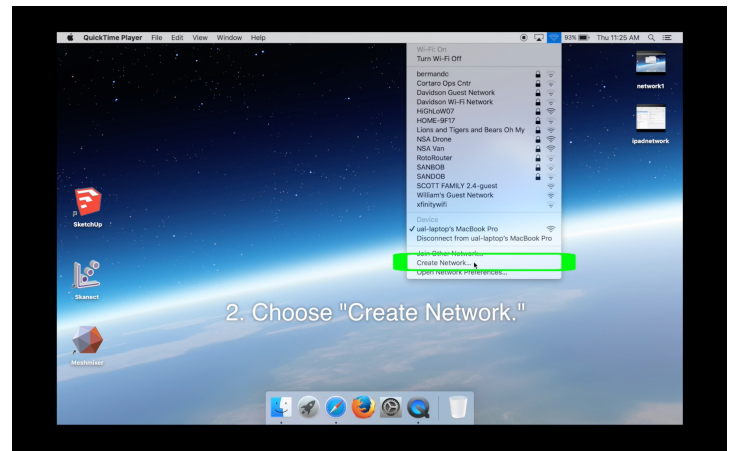 QuickTime Player File Edit View Window Help 93% Thu 11:25 AM
Wi-Fi: On
Turn Wi-Fi Off
bermandc
Cortaro Ops Cntr
Davidson Guest Network
Davidson Wi-Fi Network
HiGhLoW07
HOME-9F17
Lions and Tigers and Bears Oh My
NSA Drone
NSA Van
RotoRouter
SANBOB
SANDOB
SCOTT FAMILY 2.4-guest
William's Guest Network
xfinitywifi
Device
✓ ual-laptop's MacBook Pro
Disconnect from ual-laptop's MacBook Pro
Join Other Network...
Create Network...
Open Network Preferences...
network1
ipadnetwork
SketchUp
Skanect
Meshmixer
2. Choose "Create Network."